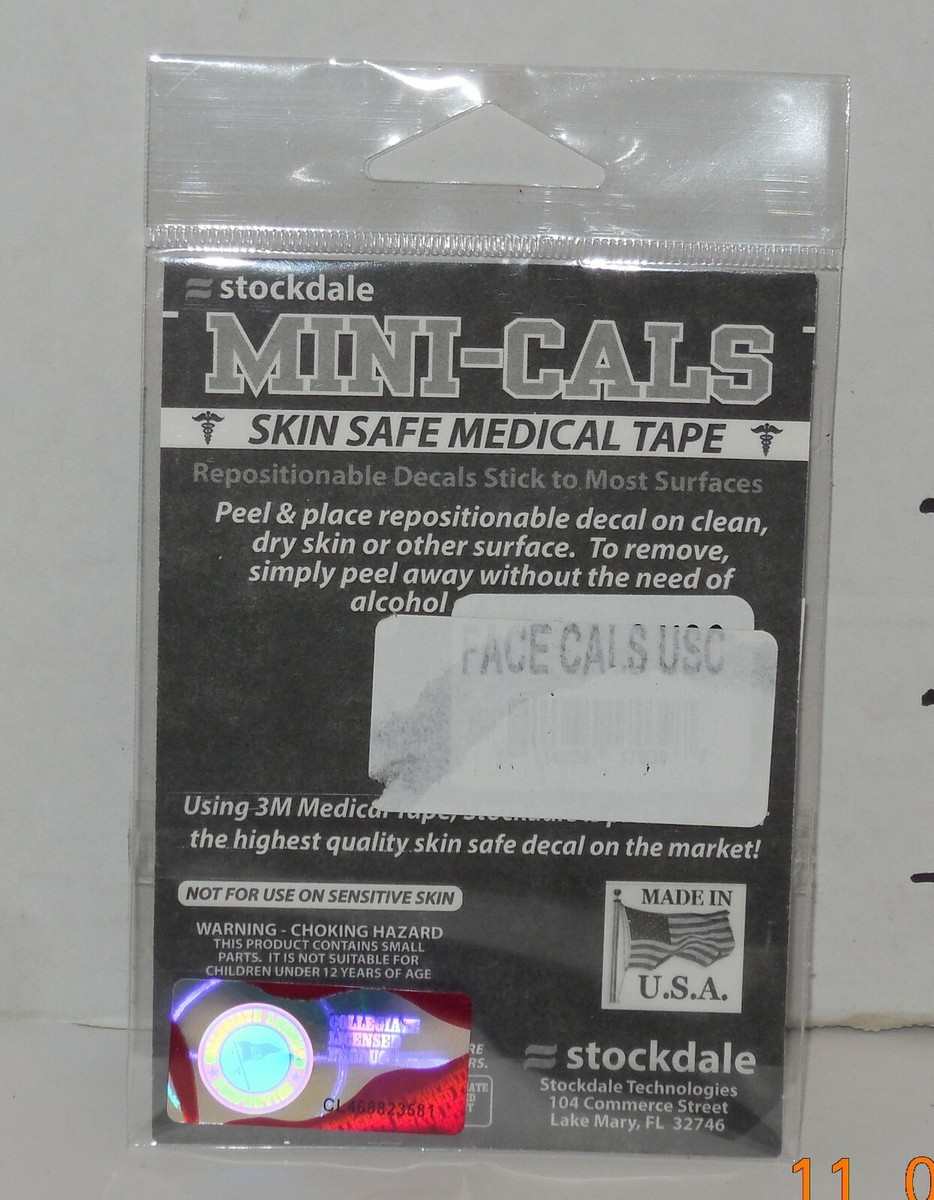 stockdale
MINI-CALS
SKIN SAFE MEDICAL TAPE
Repositionable Decals Stick to Most Surfaces
Peel & place repositionable decal on clean,
dry skin or other surface. To remove,
simply peel away without the need of
alcohol
FACE CALS USC
Using 3M Medical Tape,
the highest quality skin safe decal on the market!
NOT FOR USE ON SENSITIVE SKIN
WARNING - CHOKING HAZARD
THIS PRODUCT CONTAINS SMALL
PARTS. IT IS NOT SUITABLE FOR
CHILDREN UNDER 12 YEARS OF AGE
MADE IN
U.S.A.
COLLEGIATE
LICENSED
PRODUCT
CL468823581
stockdale
Stockdale Technologies
104 Commerce Street
Lake Mary, FL 32746
11 0